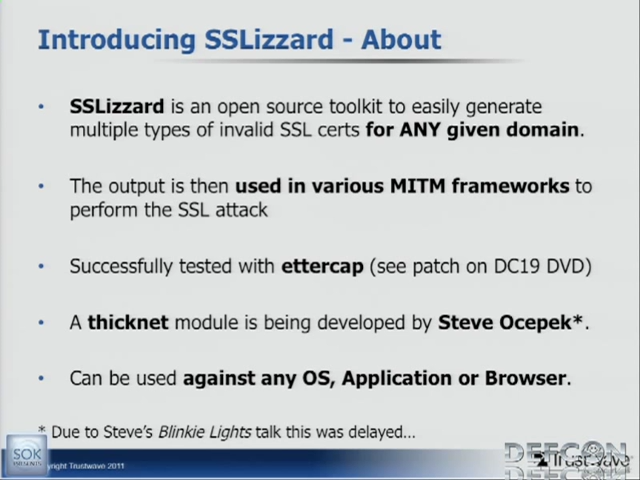 Introducing SSLizzard - About
• SSLizzard is an open source toolkit to easily generate
multiple types of invalid SSL certs for ANY given domain.
• The output is then used in various MITM frameworks to
perform the SSL attack
• Successfully tested with ettercap (see patch on DC19 DVD)
• A thicknet module is being developed by Steve Ocepek*.
• Can be used against any OS, Application or Browser.
* Due to Steve's Blinkie Lights talk this was delayed…
SOK
PRESENTS
pyright Trustwave 2011
DEFCON
Trustwave